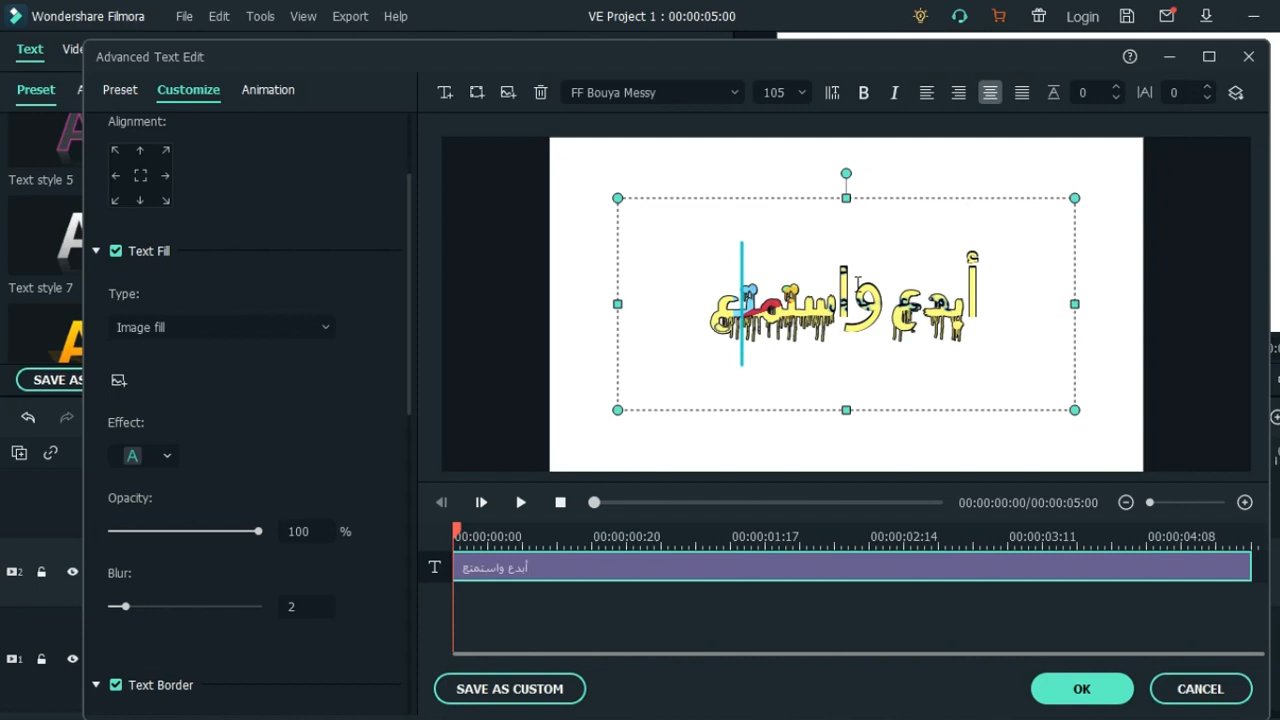 Wondershare Filmora File Edit Tools View Export Help VE Project 1 : 00:00:05:00 Login
Text
Advanced Text Edit
Preset
Preset Customize Animation
FF Bouya Messy 105 B I 0 0
Alignment:
Text style 5
Text Fill
Text style 7
Type:
Image fill
أبدع واستمتع
SAVE AS
Effect:
A
Opacity:
100 %
00:00:00:00/00:00:05:00
00:00:00:00 00:00:00:20 00:00:01:17 00:00:02:14 00:00:03:11 00:00:04:08
T أبدع واستمتع
Blur:
2
2
1
Text Border
SAVE AS CUSTOM OK CANCEL